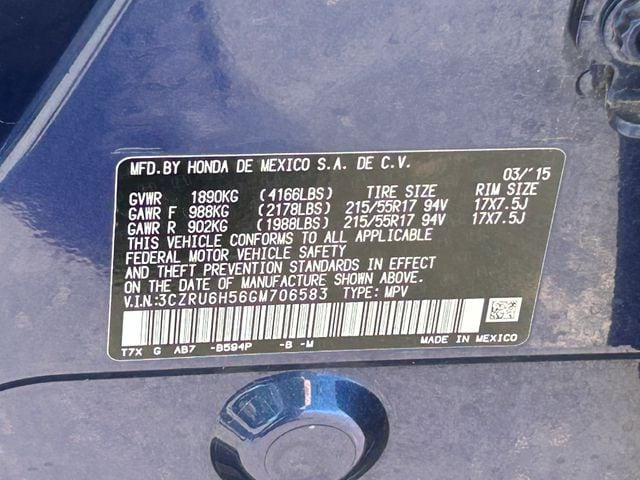 MFD.BY HONDA DE MEXICO S.A. DE C.V.
03/'15
GVWR 1890KG (4166LBS) TIRE SIZE RIM SIZE
GAWR F 988KG (2178LBS) 215/55R17 94V 17X7.5J
GAWR R 902KG (1988LBS) 215/55R17 94V 17X7.5J
THIS VEHICLE CONFORMS TO ALL APPLICABLE
FEDERAL MOTOR VEHICLE SAFETY
AND THEFT PREVENTION STANDARDS IN EFFECT
ON THE DATE OF MANUFACTURE SHOWN ABOVE.
V.I.N:3CZRU6H56GM706583 TYPE: MPV
T7X G AB7 -B594P -B -M MADE IN MEXICO